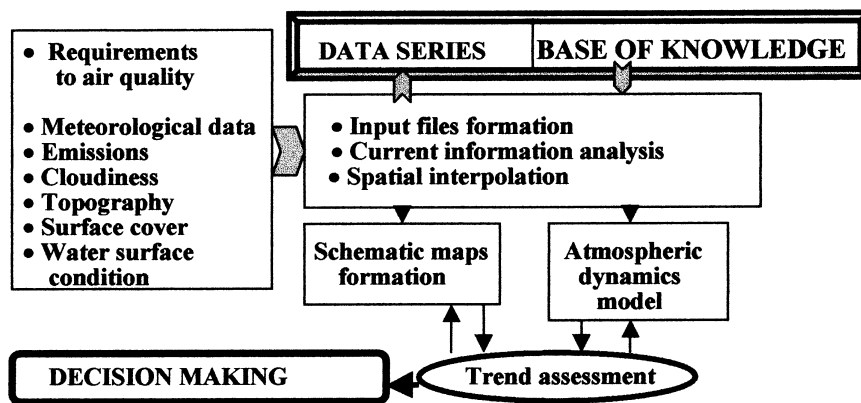 • Requirements
to air quality
• Meteorological data
• Emissions
• Cloudiness
• Topography
• Surface cover
• Water surface
condition
DATA SERIES
BASE OF KNOWLEDGE
• Input files formation
• Current information analysis
• Spatial interpolation
Schematic maps
formation
Atmospheric
dynamics
model
Trend assessment
DECISION MAKING